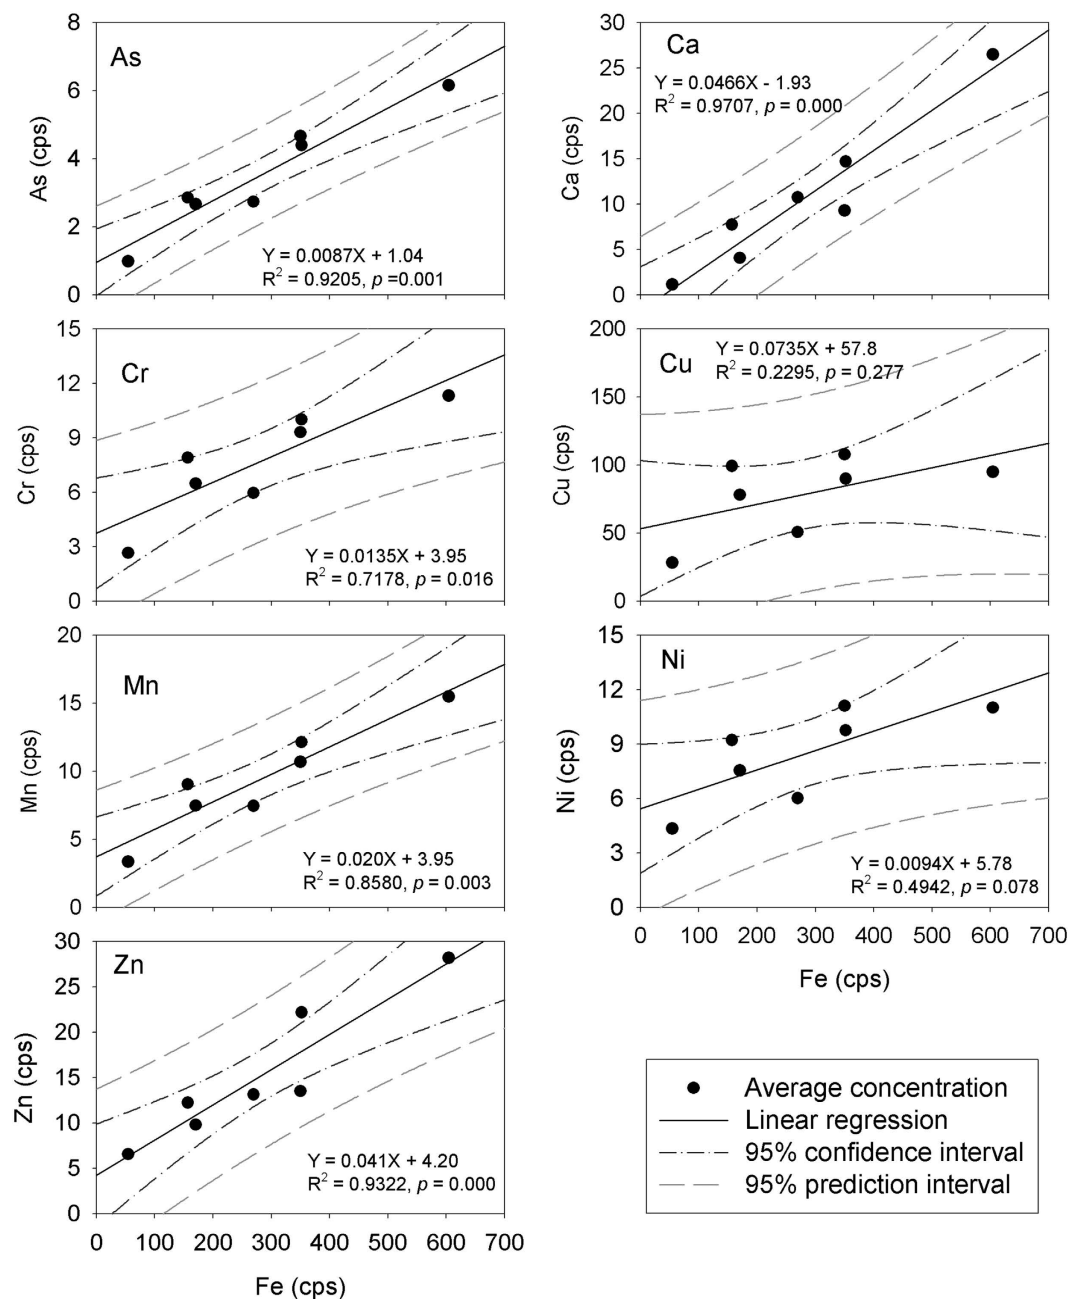 As
As (cps)
8
6
4
2
0
Y = 0.0087X + 1.04
R² = 0.9205, p =0.001
Ca
Ca (cps)
30
25
20
15
10
5
0
Y = 0.0466X - 1.93
R² = 0.9707, p = 0.000
0 100 200 300 400 500 600 700
Cr
Cr (cps)
15
12
9
6
3
0
Y = 0.0135X + 3.95
R² = 0.7178, p = 0.016
Cu
Cu (cps)
200
150
100
50
0
Y = 0.0735X + 57.8
R² = 0.2295, p = 0.277
Mn
Mn (cps)
20
15
10
5
0
Y = 0.020X + 3.95
R² = 0.8580, p = 0.003
Ni
Ni (cps)
15
12
9
6
3
0
Y = 0.0094X + 5.78
R² = 0.4942, p = 0.078
0 100 200 300 400 500 600 700
Fe (cps)
Zn
Zn (cps)
30
25
20
15
10
5
0
Y = 0.041X + 4.20
R² = 0.9322, p = 0.000
0 100 200 300 400 500 600 700
Fe (cps)
Average concentration
Linear regression
95% confidence interval
95% prediction interval